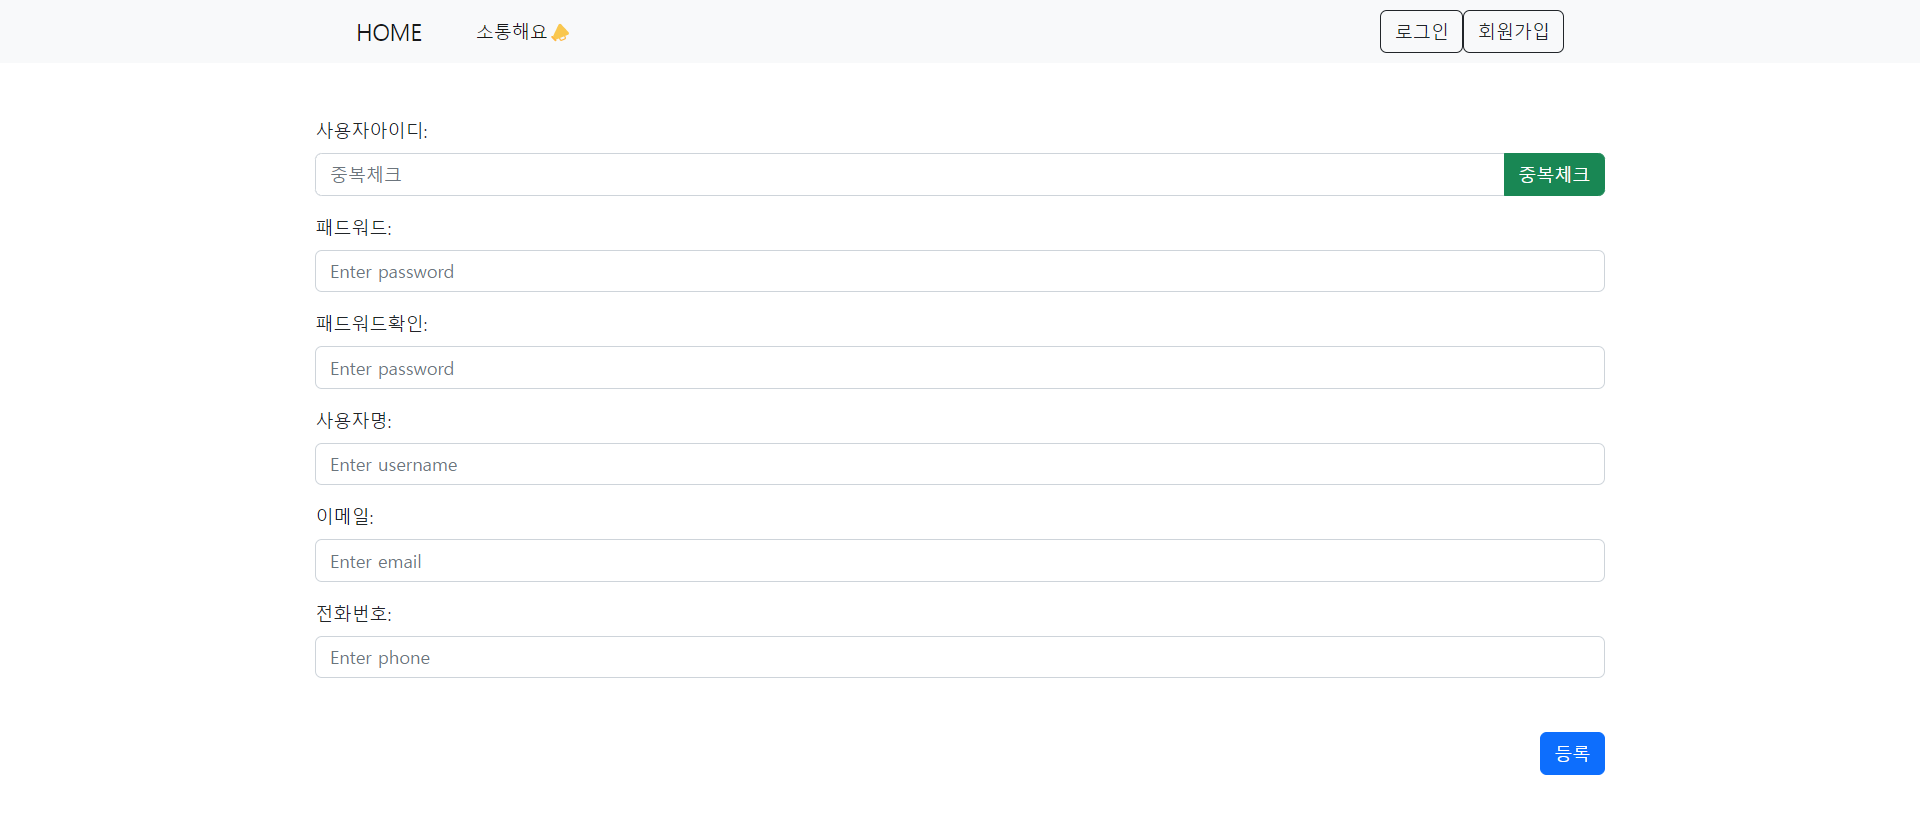 HOME 소통해요 로그인 회원가입
사용자아이디:
중복체크 중복체크
패드워드:
Enter password
패드워드확인:
Enter password
사용자명:
Enter username
이메일:
Enter email
전화번호:
Enter phone
등록